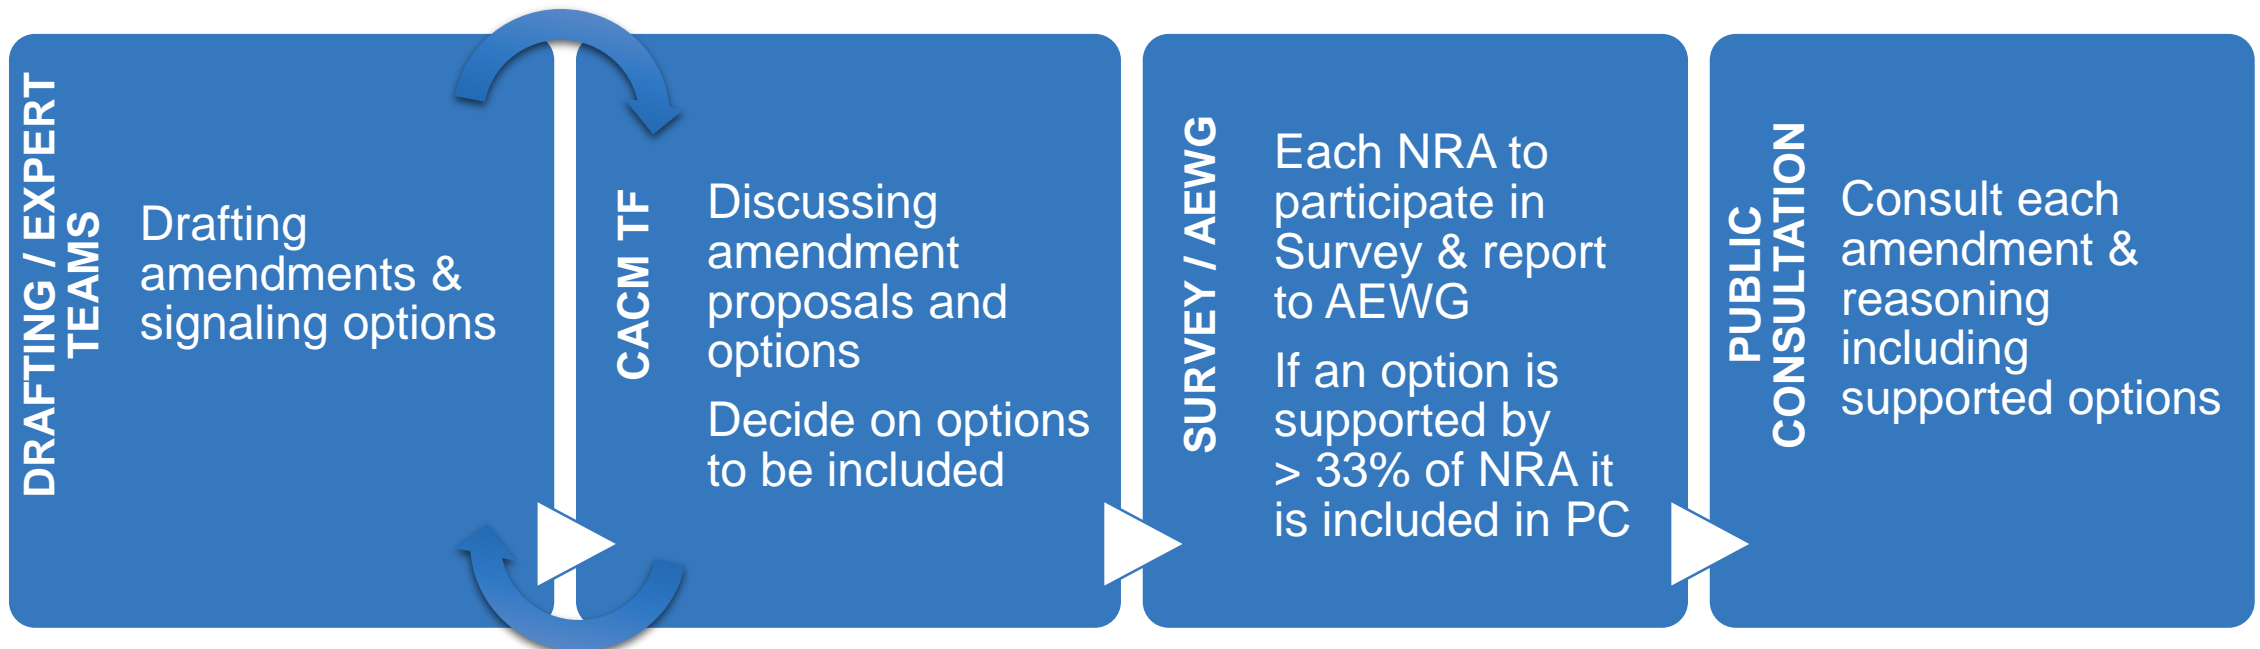 DRAFTING / EXPERT
TEAMS
Drafting
amendments &
signaling options
CACM TF
Discussing
amendment
proposals and
options
Decide on options
to be included
SURVEY / AEWG
Each NRA to
participate in
Survey & report
to AEWG
If an option is
supported by
> 33% of NRA it
is included in PC
PUBLIC
CONSULTATION
Consult each
amendment &
reasoning
including
supported options